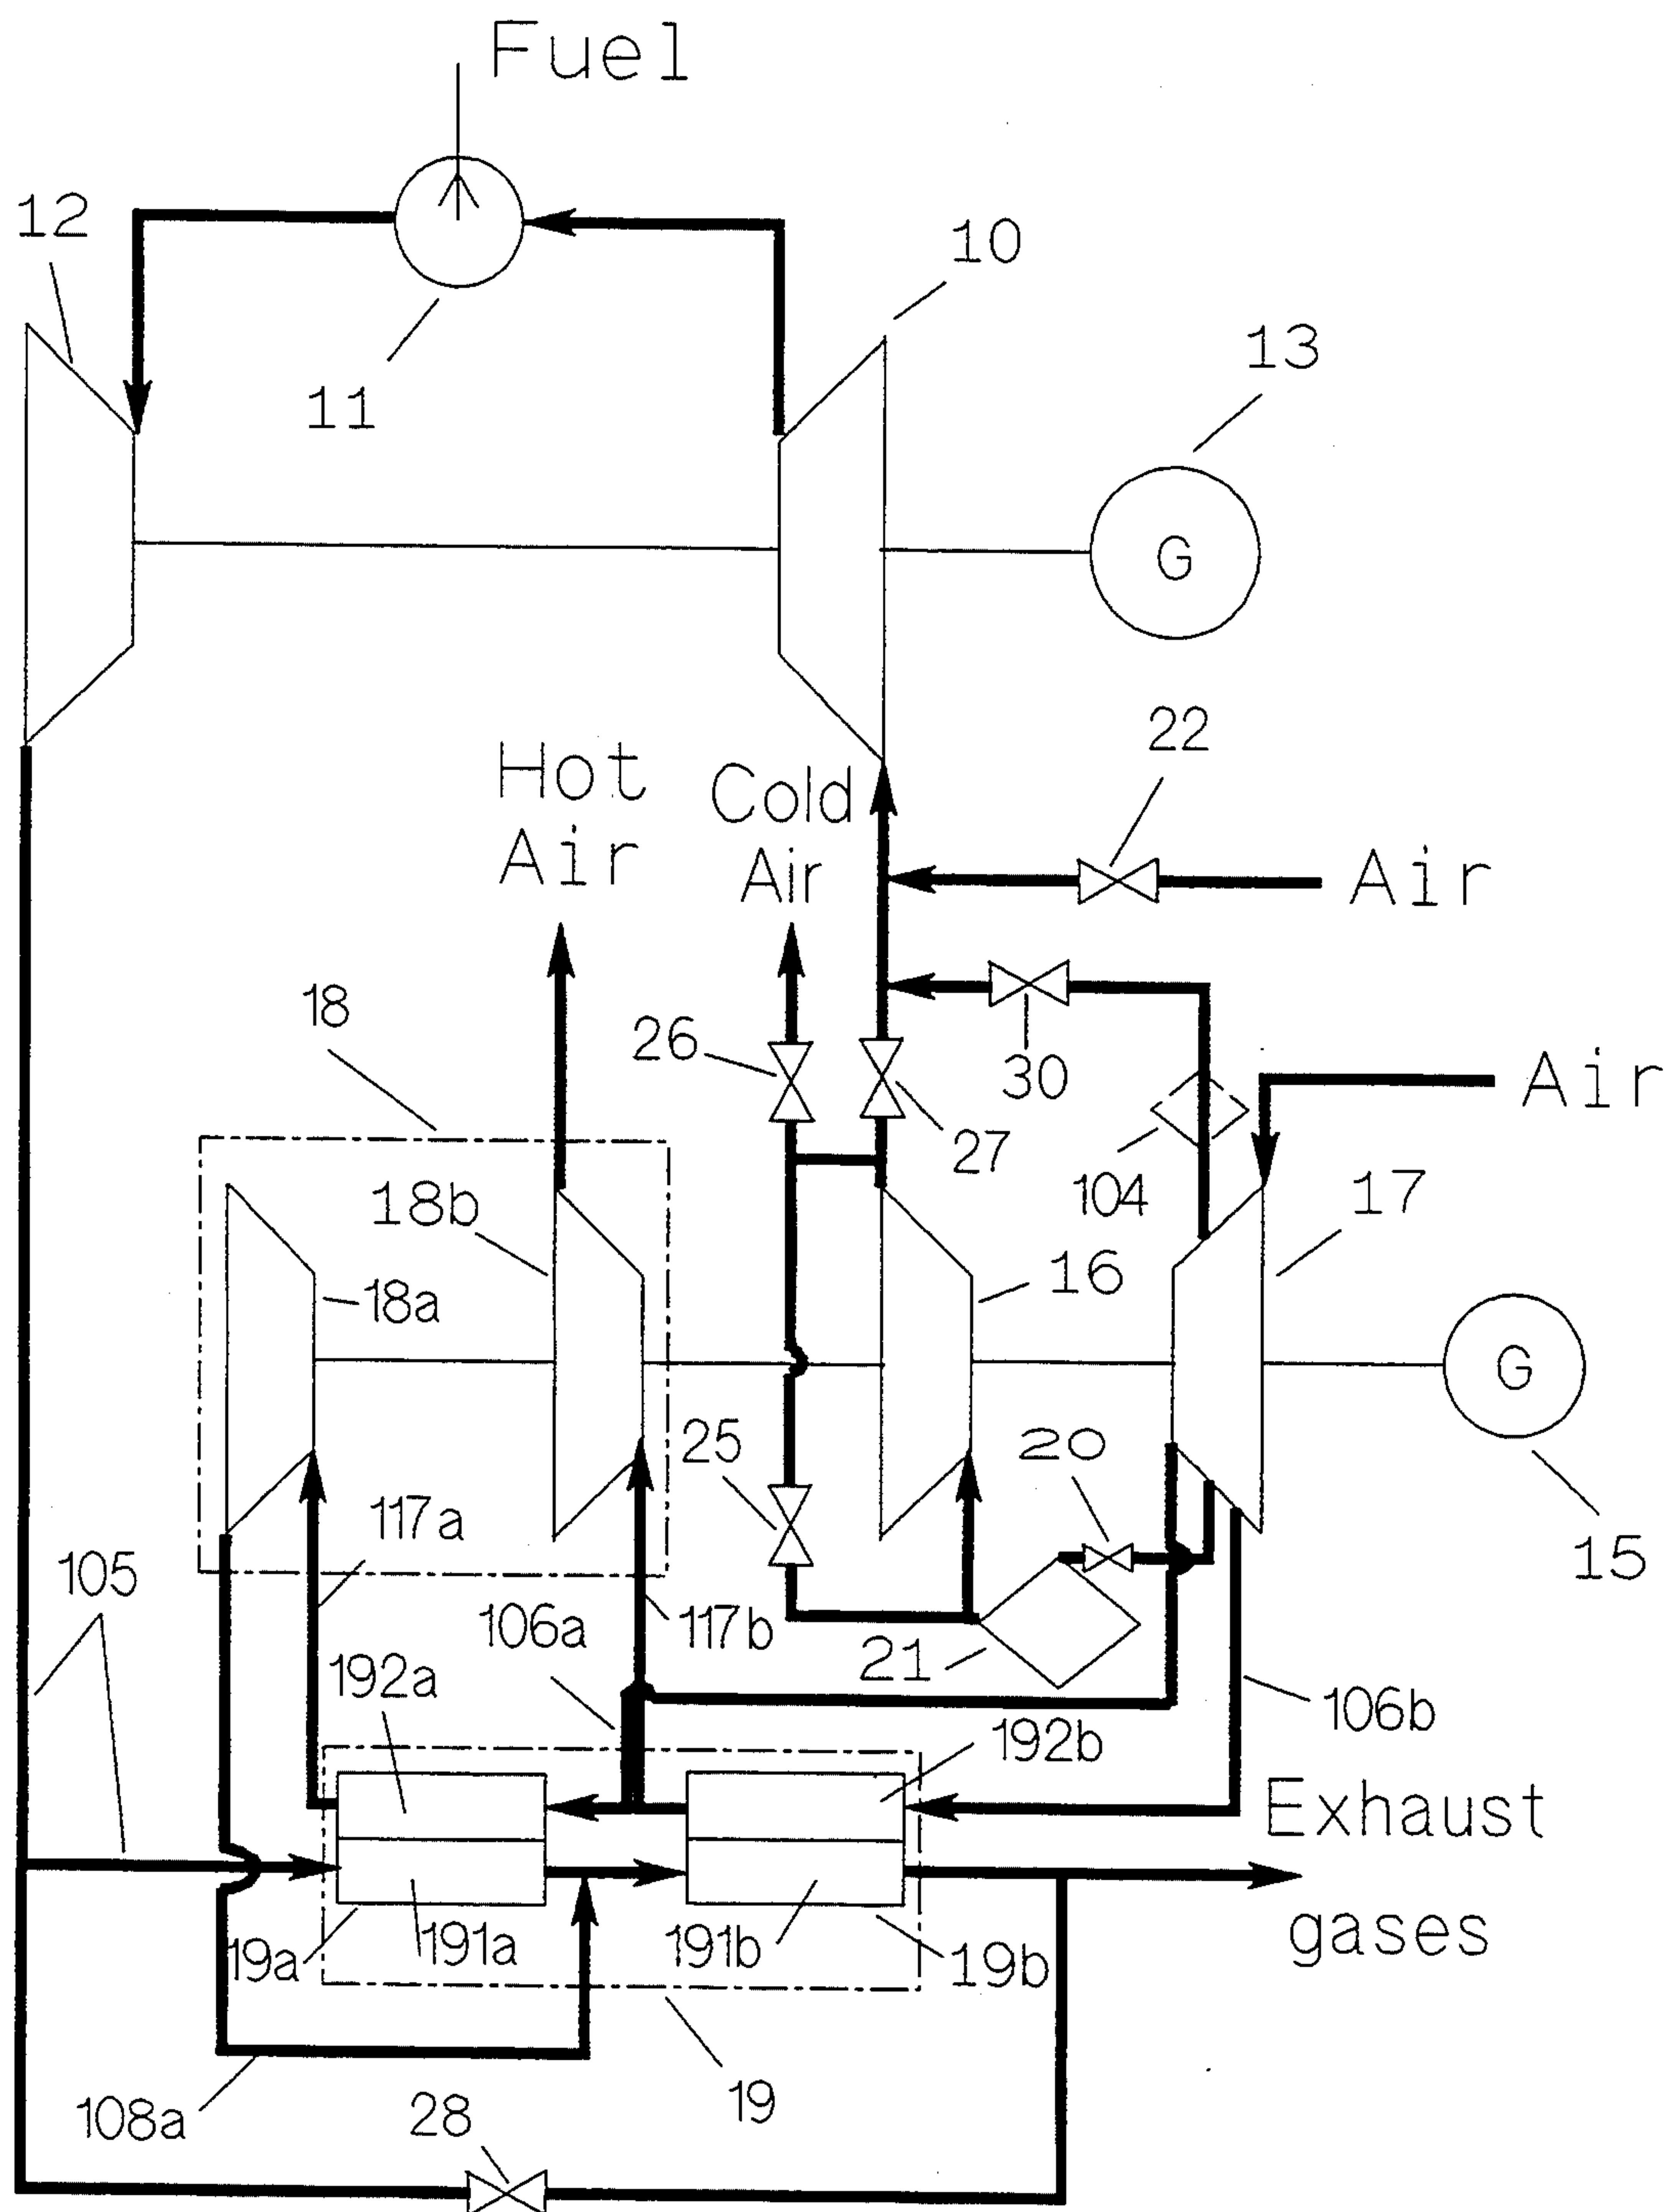 Fuel
12
10
13
11
G
22
Hot
Air
Cold
Air
Air
18
26
30
Air
27
104
17
18b
16
18a
G
25
20
117a
15
105
106a
117b
21
192a
106b
192b
Exhaust
gases
191a
191b
19a
19b
19
108a
28